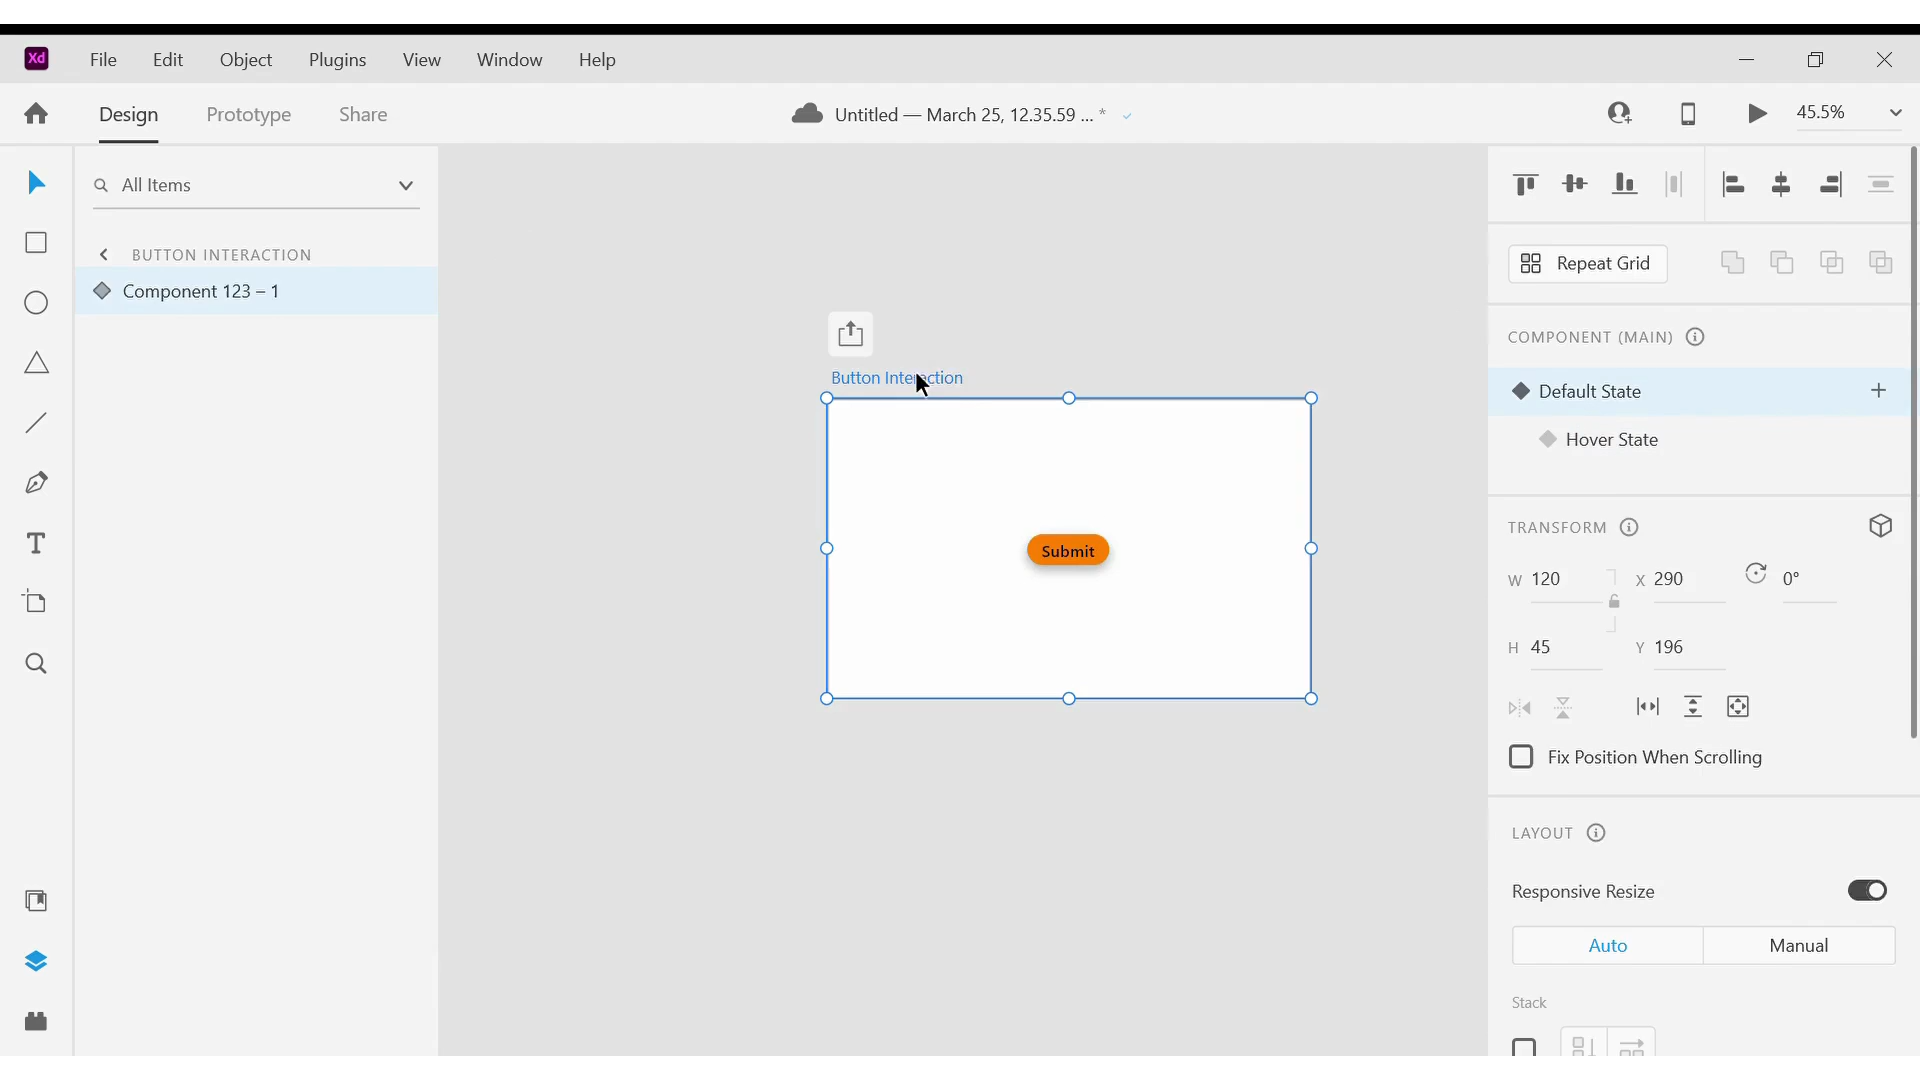 Xd File Edit Object Plugins View Window Help
Design Prototype Share Untitled — March 25, 12.35.59 ... * 45.5%
All Items
BUTTON INTERACTION
Component 123 – 1
Button Interaction
Submit
Repeat Grid
COMPONENT (MAIN)
Default State
Hover State
TRANSFORM
W 120 X 290 0°
H 45 Y 196
Fix Position When Scrolling
LAYOUT
Responsive Resize
Auto Manual
Stack